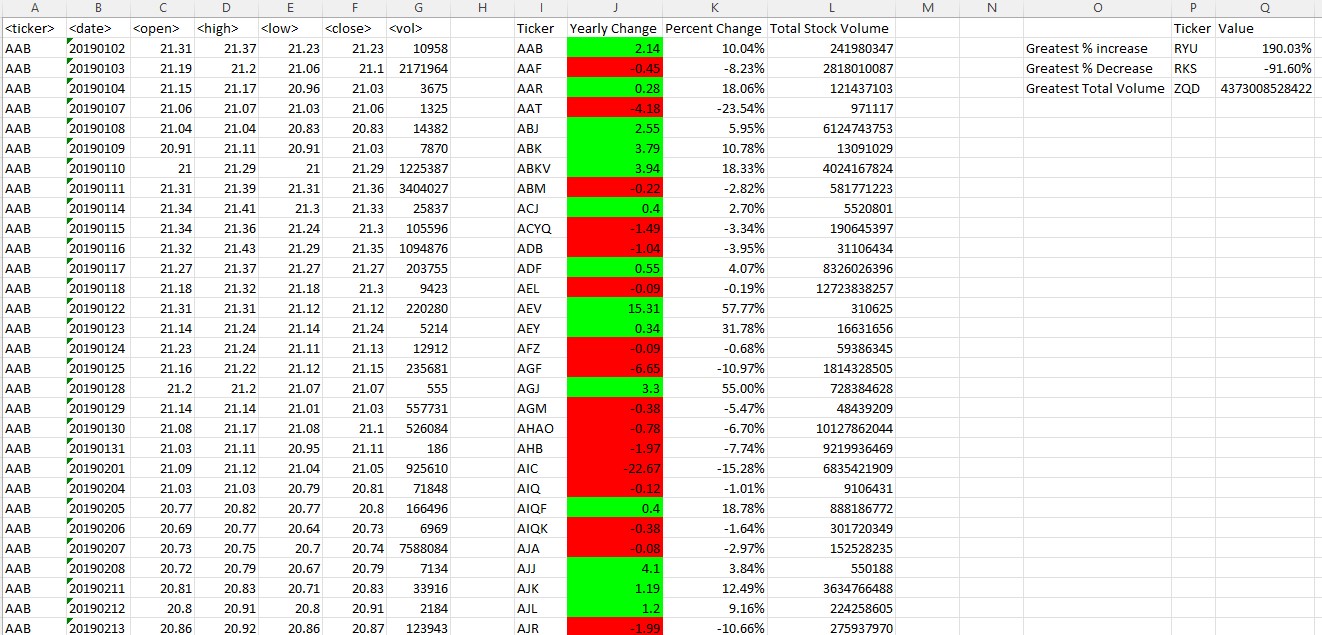 A B C D E F G H I J K L M N O P Q
<ticker> <date> <open> <high> <low> <close> <vol> Ticker Yearly Change Percent Change Total Stock Volume Ticker Value
AAB 20190102 21.31 21.37 21.23 21.23 10958 AAB 2.14 10.04% 241980347 Greatest % increase RYU 190.03%
AAB 20190103 21.19 21.2 21.06 21.1 2171964 AAF -0.45 -8.23% 2818010087 Greatest % Decrease RKS -91.60%
AAB 20190104 21.15 21.17 20.96 21.03 3675 AAR 0.28 18.06% 121437103 Greatest Total Volume ZQD 4373008528422
AAB 20190107 21.06 21.07 21.03 21.06 1325 AAT -4.18 -23.54% 971117
AAB 20190108 21.04 21.04 20.83 20.83 14382 ABJ 2.55 5.95% 6124743753
AAB 20190109 20.91 21.11 20.91 21.03 7870 ABK 3.79 10.78% 13091029
AAB 20190110 21 21.29 21 21.29 1225387 ABKV 3.94 18.33% 4024167824
AAB 20190111 21.31 21.39 21.31 21.36 3404027 ABM -0.22 -2.82% 581771223
AAB 20190114 21.34 21.41 21.3 21.33 25837 ACJ 0.4 2.70% 5520801
AAB 20190115 21.34 21.36 21.24 21.3 105596 ACYQ -1.49 -3.34% 190645397
AAB 20190116 21.32 21.43 21.29 21.35 1094876 ADB -1.04 -3.95% 31106434
AAB 20190117 21.27 21.37 21.27 21.27 203755 ADF 0.55 4.07% 8326026396
AAB 20190118 21.18 21.32 21.18 21.3 9423 AEL -0.09 -0.19% 12723838257
AAB 20190122 21.31 21.31 21.12 21.12 220280 AEV 15.31 57.77% 310625
AAB 20190123 21.14 21.24 21.14 21.24 5214 AEY 0.34 31.78% 16631656
AAB 20190124 21.23 21.24 21.11 21.13 12912 AFZ -0.09 -0.68% 59386345
AAB 20190125 21.16 21.22 21.12 21.15 235681 AGF -6.65 -10.97% 1814328505
AAB 20190128 21.2 21.2 21.07 21.07 555 AGJ 3.3 55.00% 728384628
AAB 20190129 21.14 21.14 21.01 21.03 557731 AGM -0.38 -5.47% 48439209
AAB 20190130 21.08 21.17 21.08 21.1 526084 AHAO -0.78 -6.70% 10127862044
AAB 20190131 21.03 21.11 20.95 21.11 186 AHB -1.97 -7.74% 9219936469
AAB 20190201 21.09 21.12 21.04 21.05 925610 AIC -22.67 -15.28% 6835421909
AAB 20190204 21.03 21.03 20.79 20.81 71848 AIQ -0.12 -1.01% 9106431
AAB 20190205 20.77 20.82 20.77 20.8 166496 AIQF 0.4 18.78% 888186772
AAB 20190206 20.69 20.77 20.64 20.73 6969 AIQK -0.38 -1.64% 301720349
AAB 20190207 20.73 20.75 20.7 20.74 7588084 AJA -0.08 -2.97% 152528235
AAB 20190208 20.72 20.79 20.67 20.79 7134 AJJ 4.1 3.84% 550188
AAB 20190211 20.81 20.83 20.71 20.83 33916 AJK 1.19 12.49% 3634766488
AAB 20190212 20.8 20.91 20.8 20.91 2184 AJL 1.2 9.16% 224258605
AAB 20190213 20.86 20.92 20.86 20.87 123943 AJR -1.99 -10.66% 275937970